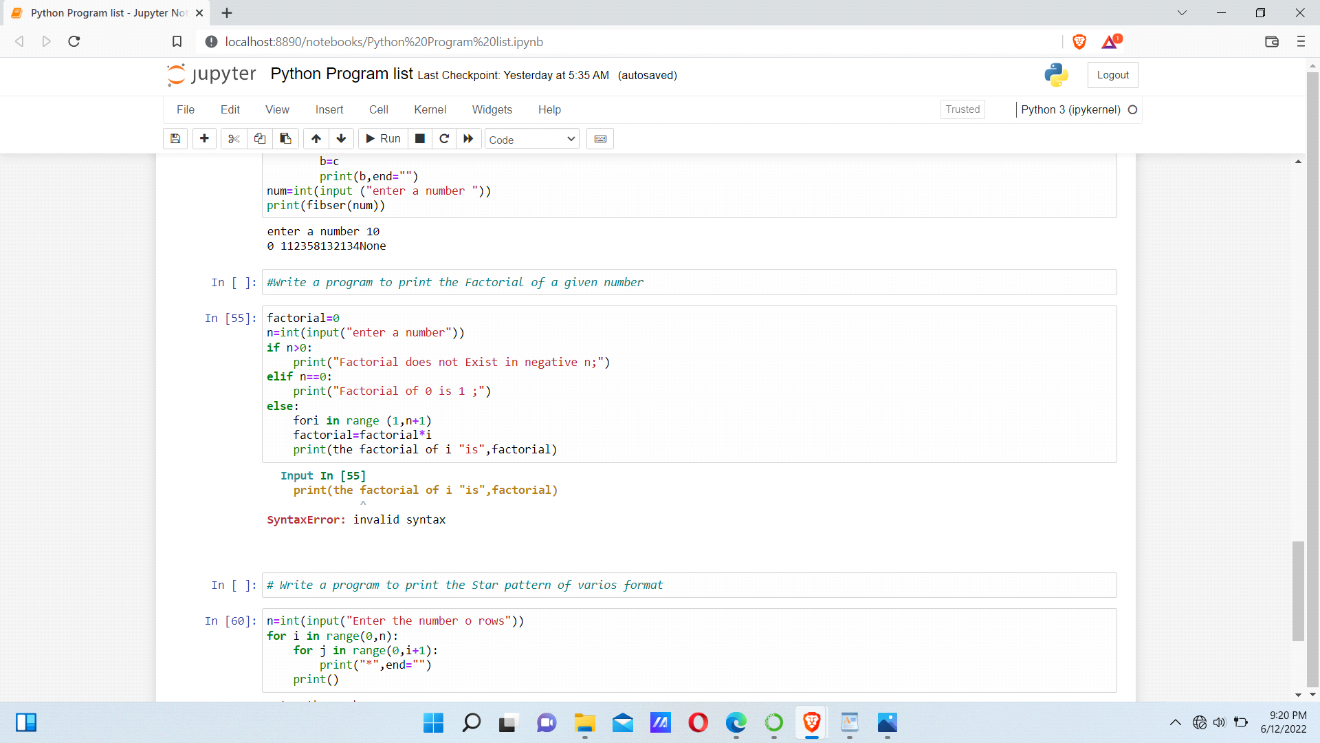 Python Program list - Jupyter No
localhost:8890/notebooks/Python%20Program%20list.ipynb
1
jupyter Python Program list Last Checkpoint: Yesterday at 5:35 AM (autosaved)
Logout
File Edit View Insert Cell Kernel Widgets Help
Trusted
Python 3 (ipykernel)
Run
Code
b=c
print(b,end="")
num=int(input ("enter a number "))
print(fibser(num))
enter a number 10
0 112358132134None
In [ ]: #Write a program to print the Factorial of a given number
In [55]: factorial=0
n=int(input("enter a number"))
if n>0:
print("Factorial does not Exist in negative n;")
elif n==0:
print("Factorial of 0 is 1 ;")
else:
fori in range (1,n+1)
factorial=factorial*i
print(the factorial of i "is",factorial)
Input In [55]
print(the factorial of i "is",factorial)
^
SyntaxError: invalid syntax
In [ ]: # Write a program to print the Star pattern of varios format
In [60]: n=int(input("Enter the number o rows"))
for i in range(0,n):
for j in range(0,i+1):
print("*",end="")
print()
9:20 PM
6/12/2022